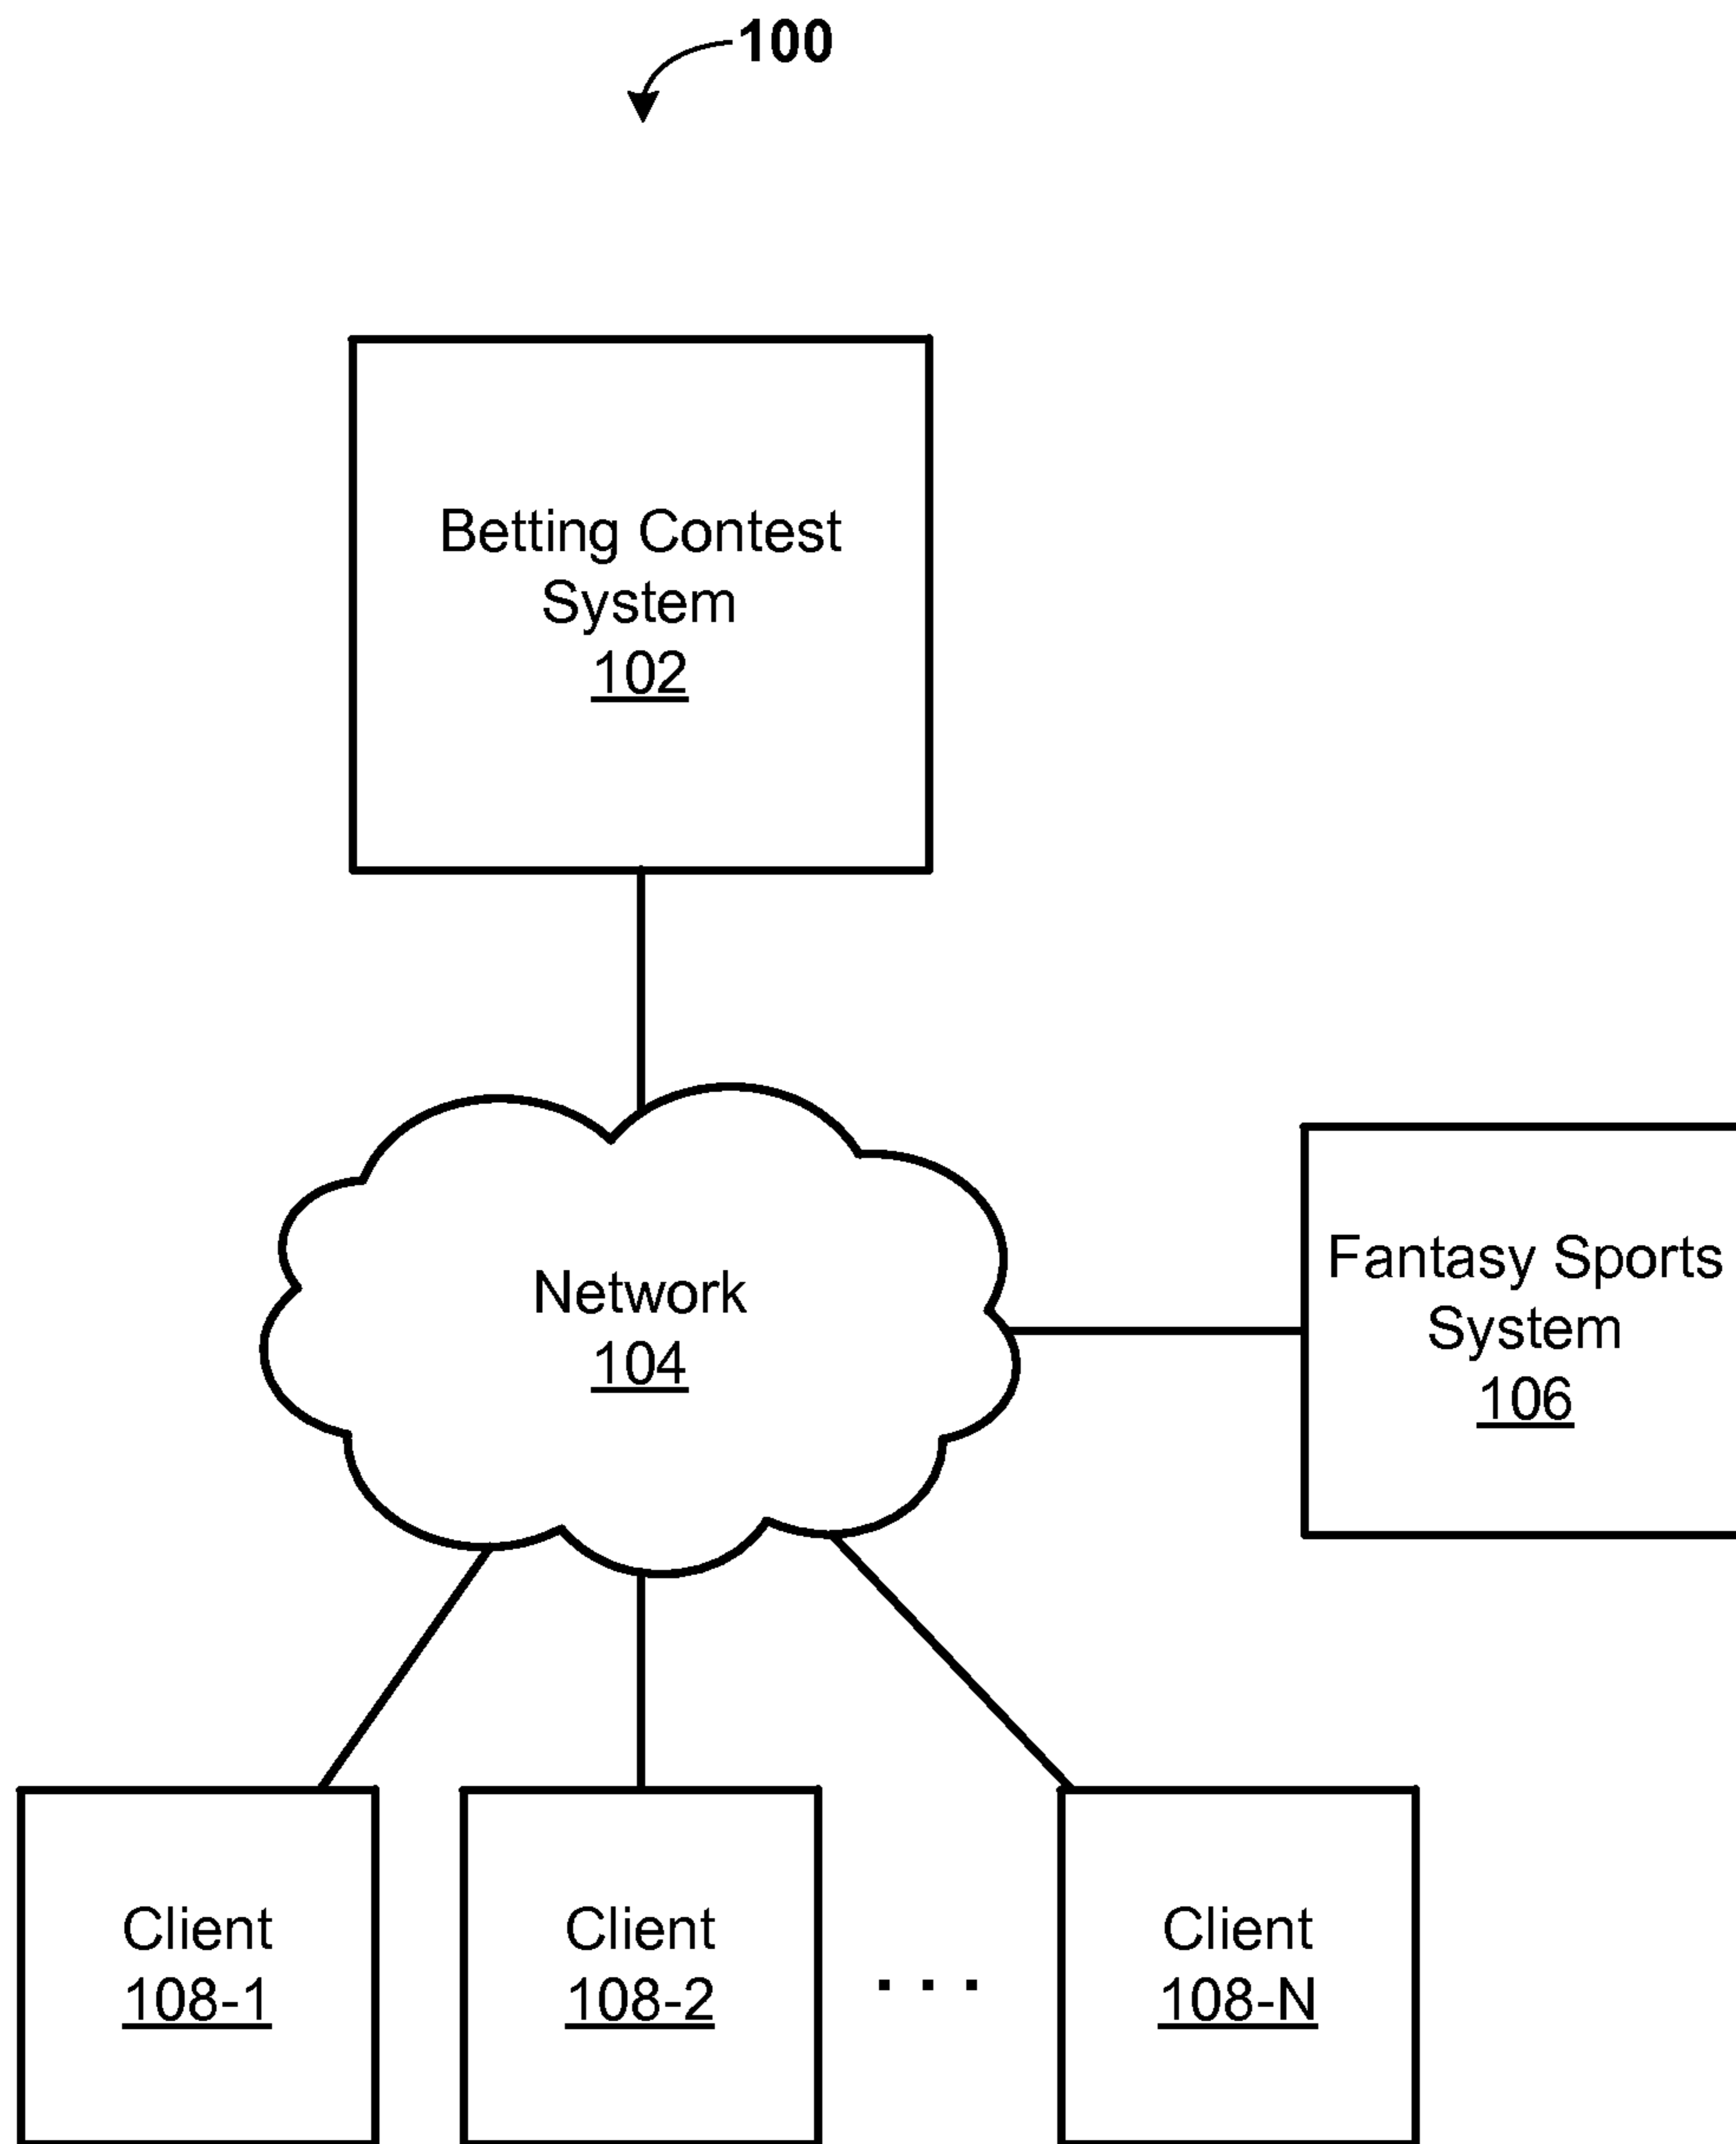 100
Betting Contest
System
102
Network
104
Fantasy Sports
System
106
Client
108-1
Client
108-2
. . .
Client
108-N